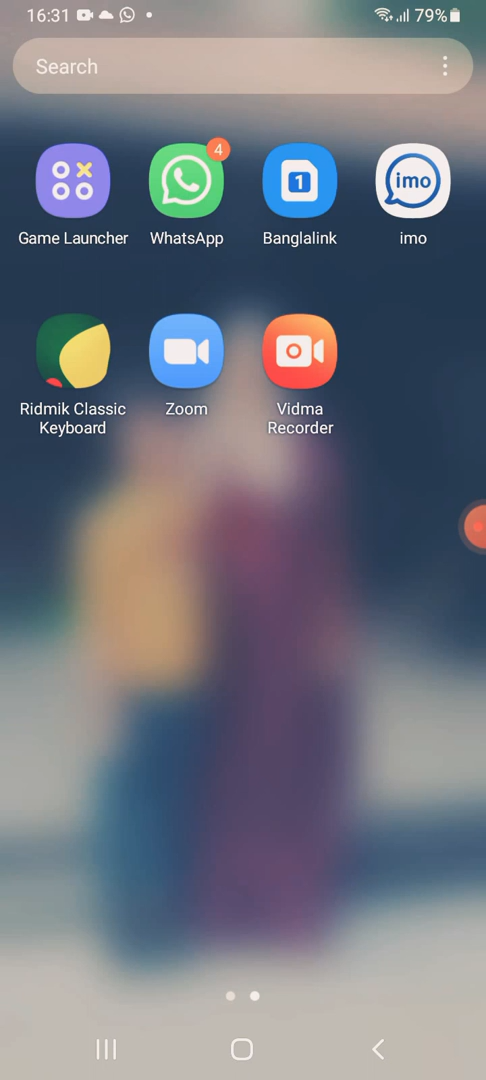 16:31 79%
Search
4
1
imo
Game Launcher WhatsApp Banglalink imo
Ridmik Classic Keyboard Zoom Vidma Recorder